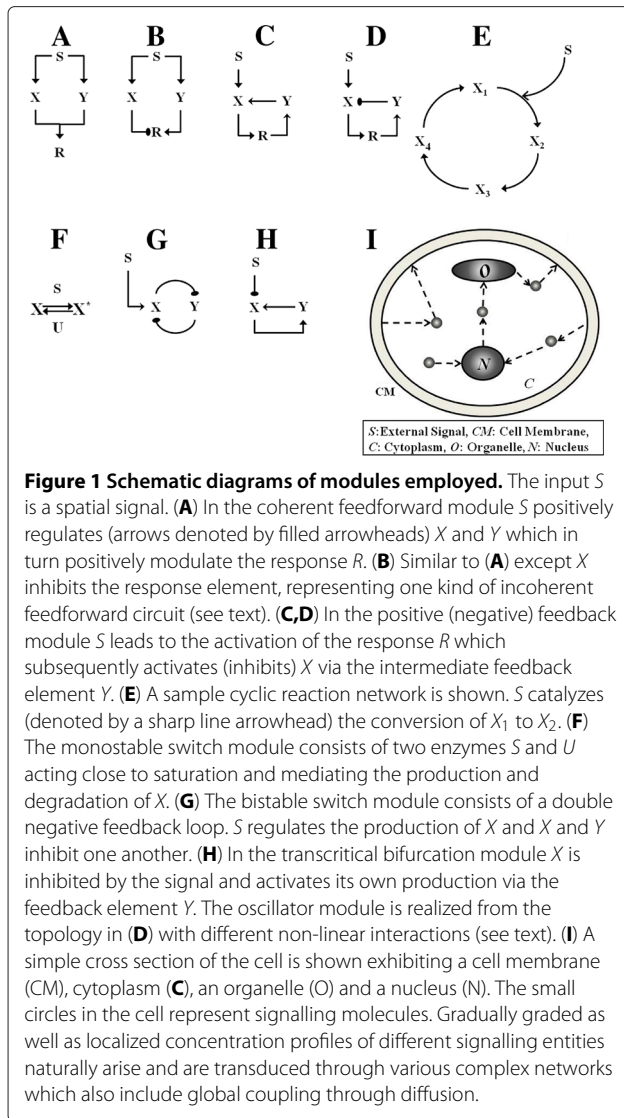 A B C D E
S S S S S
X Y X Y X Y X Y X₁
R R R R X₄ X₂
X₃
F G H I
S S S O
X X* X Y X Y N
U CM C
S:External Signal, CM: Cell Membrane,
C: Cytoplasm, O: Organelle, N: Nucleus
Figure 1 Schematic diagrams of modules employed. The input S
is a spatial signal. (A) In the coherent feedforward module S positively
regulates (arrows denoted by filled arrowheads) X and Y which in
turn positively modulate the response R. (B) Similar to (A) except X
inhibits the response element, representing one kind of incoherent
feedforward circuit (see text). (C,D) In the positive (negative) feedback
module S leads to the activation of the response R which
subsequently activates (inhibits) X via the intermediate feedback
element Y. (E) A sample cyclic reaction network is shown. S catalyzes
(denoted by a sharp line arrowhead) the conversion of X₁ to X₂. (F)
The monostable switch module consists of two enzymes S and U
acting close to saturation and mediating the production and
degradation of X. (G) The bistable switch module consists of a double
negative feedback loop. S regulates the production of X and X and Y
inhibit one another. (H) In the transcritical bifurcation module X is
inhibited by the signal and activates its own production via the
feedback element Y. The oscillator module is realized from the
topology in (D) with different non-linear interactions (see text). (I) A
simple cross section of the cell is shown exhibiting a cell membrane
(CM), cytoplasm (C), an organelle (O) and a nucleus (N). The small
circles in the cell represent signalling molecules. Gradually graded as
well as localized concentration profiles of different signalling entities
naturally arise and are transduced through various complex networks
which also include global coupling through diffusion.